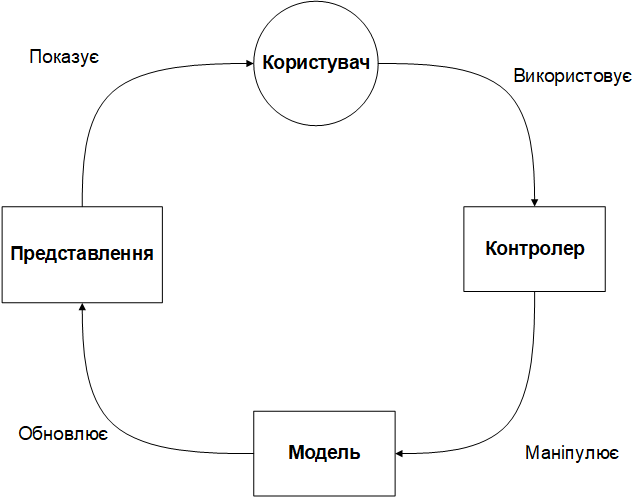 Показує
Користувач
Використовує
Представлення
Контролер
Обновлює
Модель
Маніпулює